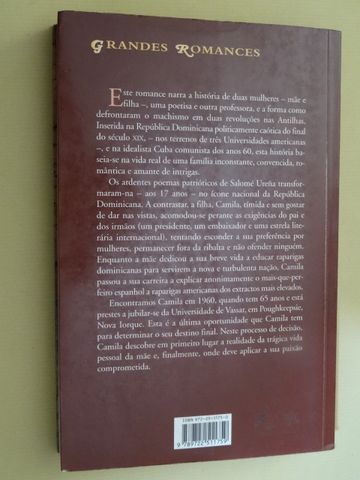 GRANDES ROMANCES
Este romance narra a história de duas mulheres – mãe e
filha –, uma poetisa e outra professora, e a forma como
defrontaram o machismo em duas revoluções nas Antilhas.
Inserida na República Dominicana politicamente caótica do final
do século XIX, – nos terrenos de três Universidades americanas
–, e na idealista Cuba comunista dos anos 60, esta história ba-
seia-se na vida real de uma família inconstante, convencida, ro-
mântica e amante de intrigas.
Os ardentes poemas patrióticos de Salomé Ureña transfor-
maram-na – aos 17 anos – no ícone nacional da República
Dominicana. A contrastar, a filha, Camila, tímida e sem gostar
de dar nas vistas, acomodou-se perante as exigências do pai e
dos irmãos (um presidente, um embaixador e uma estrela lite-
rária internacional), tentando esconder a sua preferência por
mulheres, permanecer fora da ribalta e não ofender ninguém.
Enquanto a mãe dedicou a sua breve vida a educar raparigas
dominicanas para servirem a nova e turbulenta nação, Camila
passou a sua carreira a explicar anonimamente o mais-que-per-
feito espanhol a raparigas americanas dos extractos mais elevados.
Encontramos Camila em 1960, quando tem 65 anos e está
prestes a jubilar-se da Universidade de Vassar, em Poughkeepsie,
Nova Iorque. Esta é a última oportunidade que Camila tem
para determinar o seu destino final. Neste processo de decisão,
Camila descobre em primeiro lugar a realidade da trágica vida
pessoal da mãe e, finalmente, onde deve aplicar a sua paixão
comprometida.
9 789722 511759